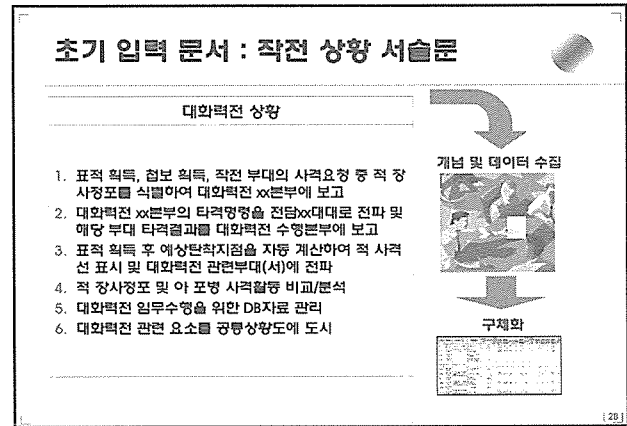 초기 입력 문서 : 작전 상황 서술문
대화력전 상황
1. 표적 획득, 첩보 획득, 작전 부대의 사격요청 중 적 장
사정포를 식별하여 대화력전 xx본부에 보고
2. 대화력전 xx본부의 타격명령을 전담xx대대로 전파 및
해당 부대 타격결과를 대화력전 수행본부에 보고
3. 표적 획득 후 예상탄착지점을 자동 계산하여 적 사격
선 표시 및 대화력전 관련부대(서)에 전파
4. 적 장사정포 및 아 포병 사격활동 비교/분석
5. 대화력전 임무수행을 위한 DB자료 관리
6. 대화력전 관련 요소를 공통상황도에 도시
개념 및 데이터 수집
구체화
[28]